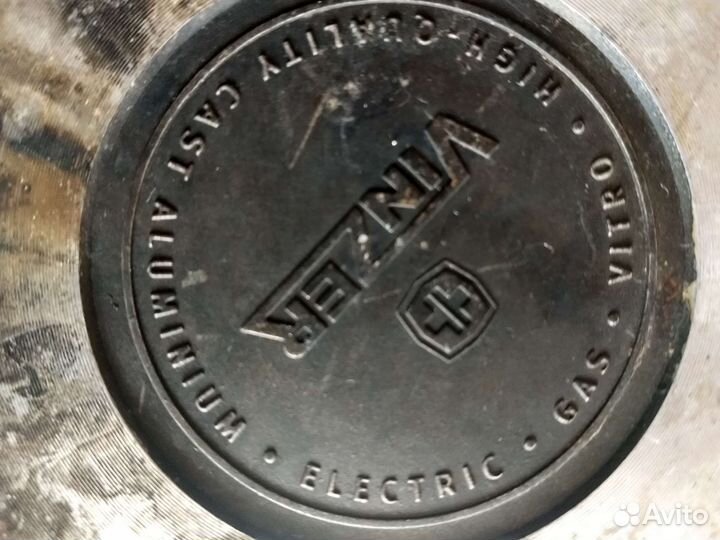 VINZER
HIGH-QUALITY CAST ALUMINIUM • ELECTRIC • GAS • VITRO •
Avito